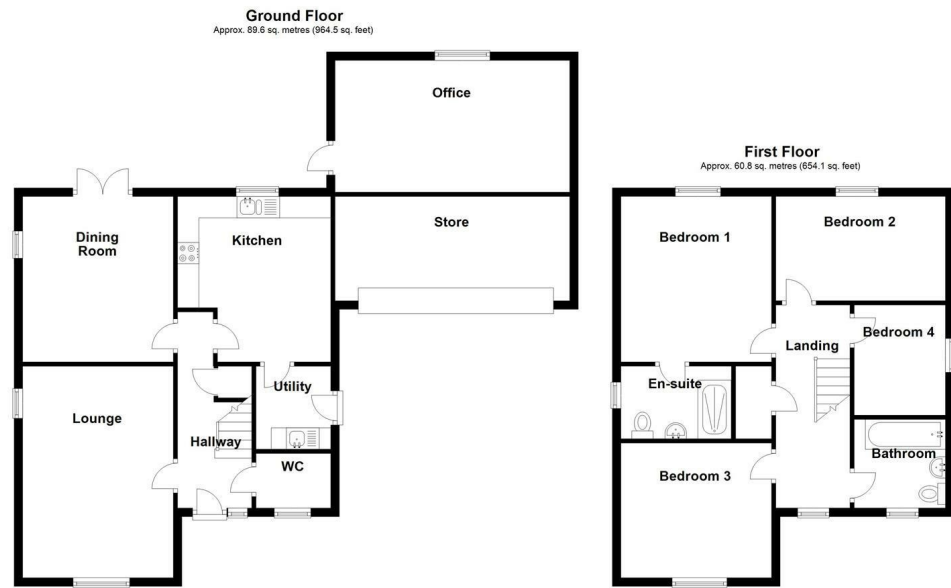 Ground Floor
Approx. 89.6 sq. metres (964.5 sq. feet)
Office
Store
Dining
Room
Kitchen
Lounge
Hallway
Utility
WC
First Floor
Approx. 60.8 sq. metres (654.1 sq. feet)
Bedroom 1
Bedroom 2
Landing
Bedroom 4
En-suite
Bedroom 3
Bathroom